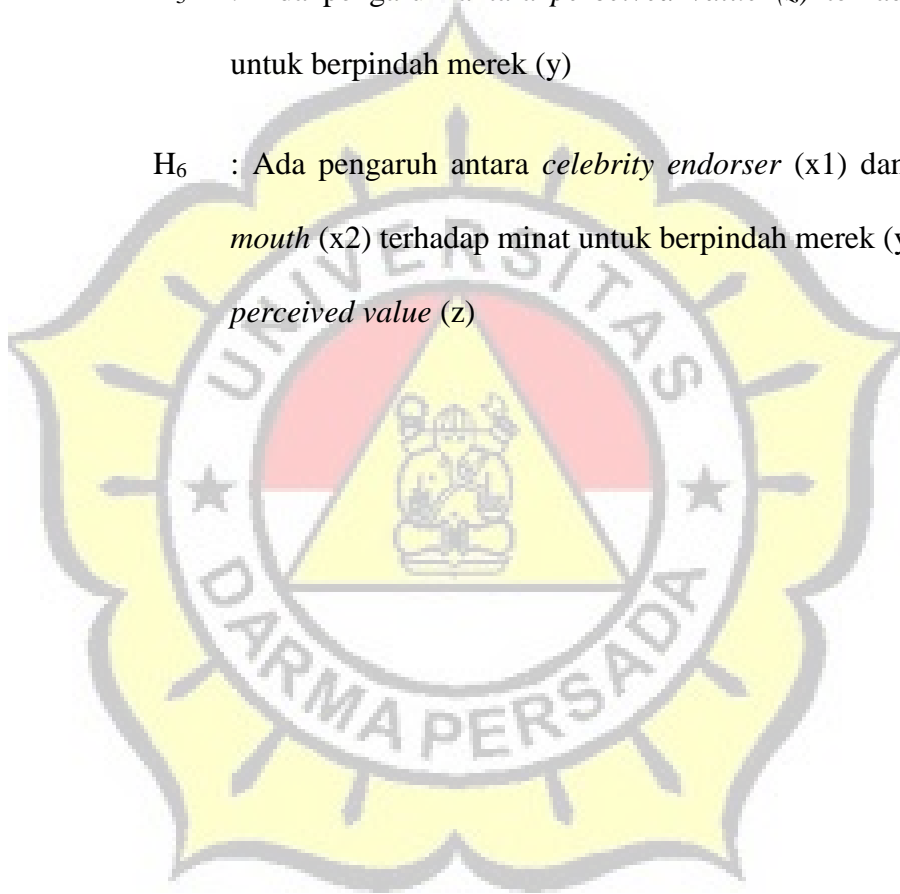 untuk berpindah merek (y)
H₆ : Ada pengaruh antara celebrity endorser (x1) dan
mouth (x2) terhadap minat untuk berpindah merek (y
perceived value (z)
UNIVERSITAS
DARMA PERSADA